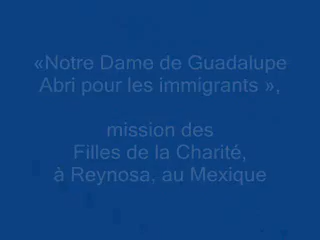 «Notre Dame de Guadalupe
Abri pour les immigrants »,
mission des
Filles de la Charité,
à Reynosa, au Mexique